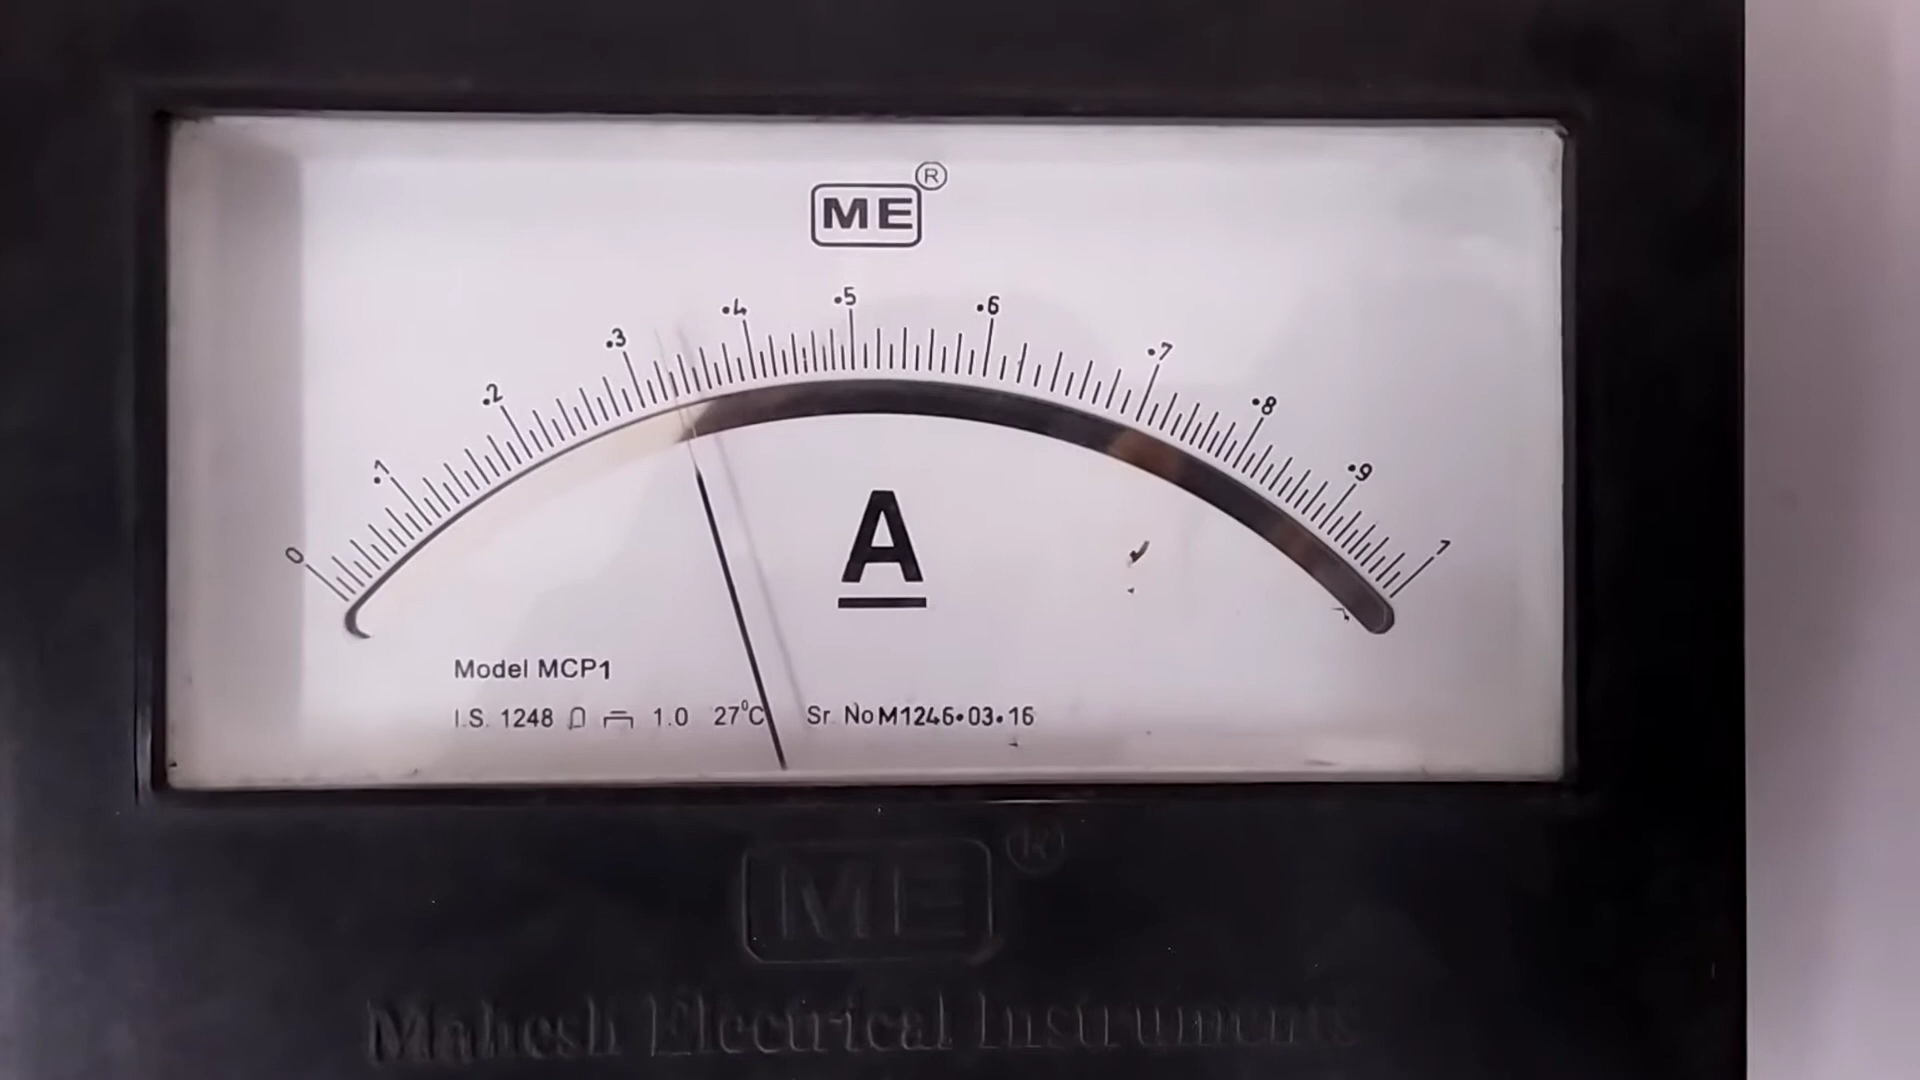 ME ®
0 .1 .2 .3 .4 .5 .6 .7 .8 .9 1
A
Model MCP1
I.S. 1248 1.0 27°C Sr. No M1246.03.16
ME ®
Mahesh Electrical Instruments